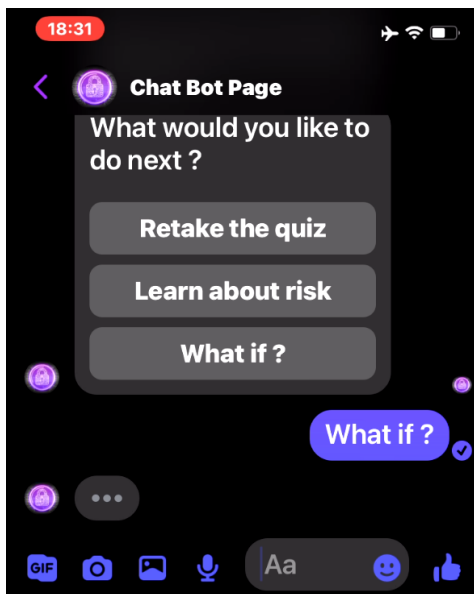 18:31
Chat Bot Page
What would you like to
do next ?
Retake the quiz
Learn about risk
What if ?
What if ?
GIF
Aa